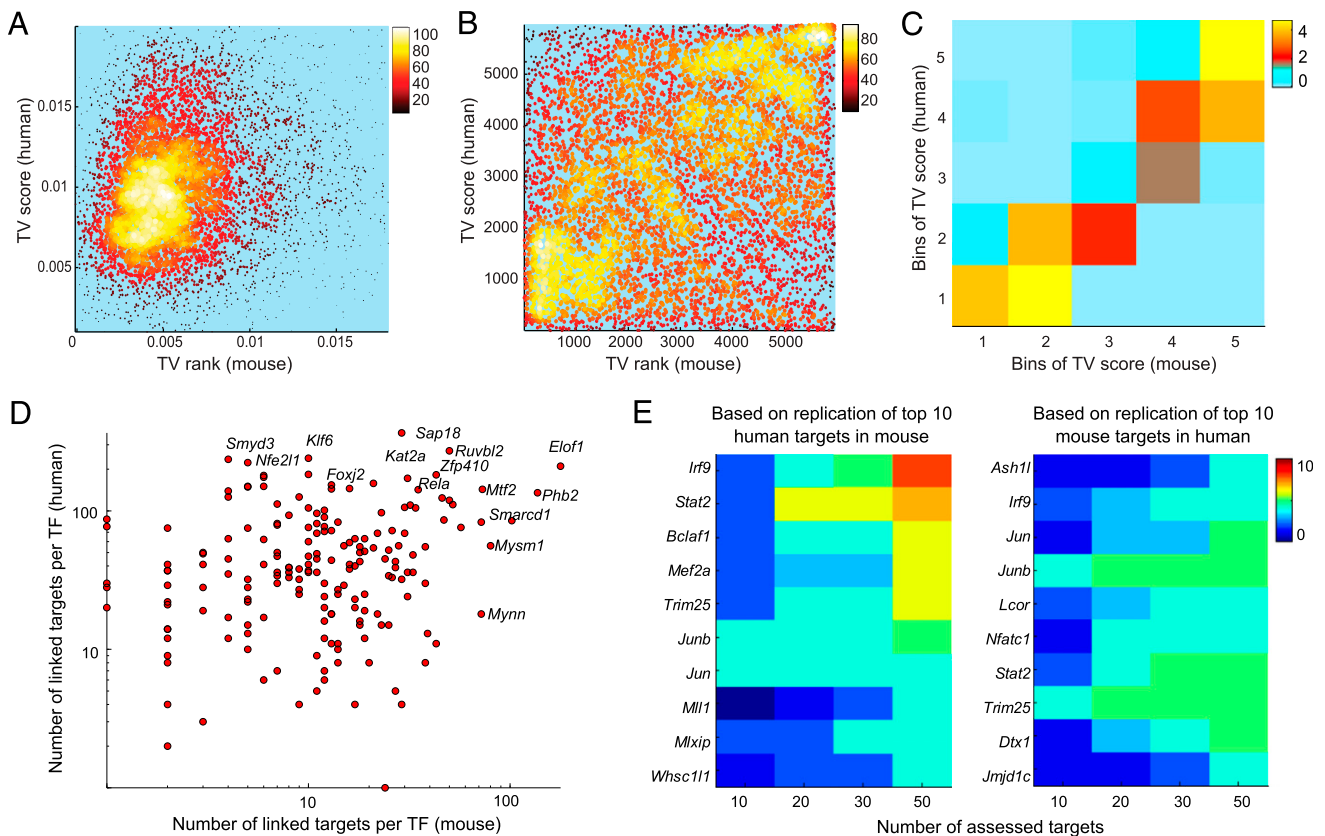 A
TV score (human)
0.015
0.01
0.005
0
0.005
0.01
0.015
TV rank (mouse)
100
80
60
40
20
B
TV score (human)
5000
4000
3000
2000
1000
1000
2000
3000
4000
5000
TV rank (mouse)
80
60
40
20
C
Bins of TV score (human)
5
4
3
2
1
1
2
3
4
5
Bins of TV score (mouse)
4
2
0
D
Number of linked targets per TF (human)
100
10
Smyd3
Klf6
Sap18
Nfe2l1
Kat2a
Ruvbl2
Elof1
Foxj2
Zfp410
Rela
Mtf2
Phb2
Smarcd1
Mysm1
Mynn
10
100
Number of linked targets per TF (mouse)
E
Based on replication of top 10
human targets in mouse
Irf9
Stat2
Bclaf1
Mef2a
Trim25
Junb
Jun
Mll1
Mlxip
Whsc1l1
10
20
30
50
Based on replication of top 10
mouse targets in human
Ash1l
Irf9
Jun
Junb
Lcor
Nfatc1
Stat2
Trim25
Dtx1
Jmjd1c
10
20
30
50
10
5
0
Number of assessed targets